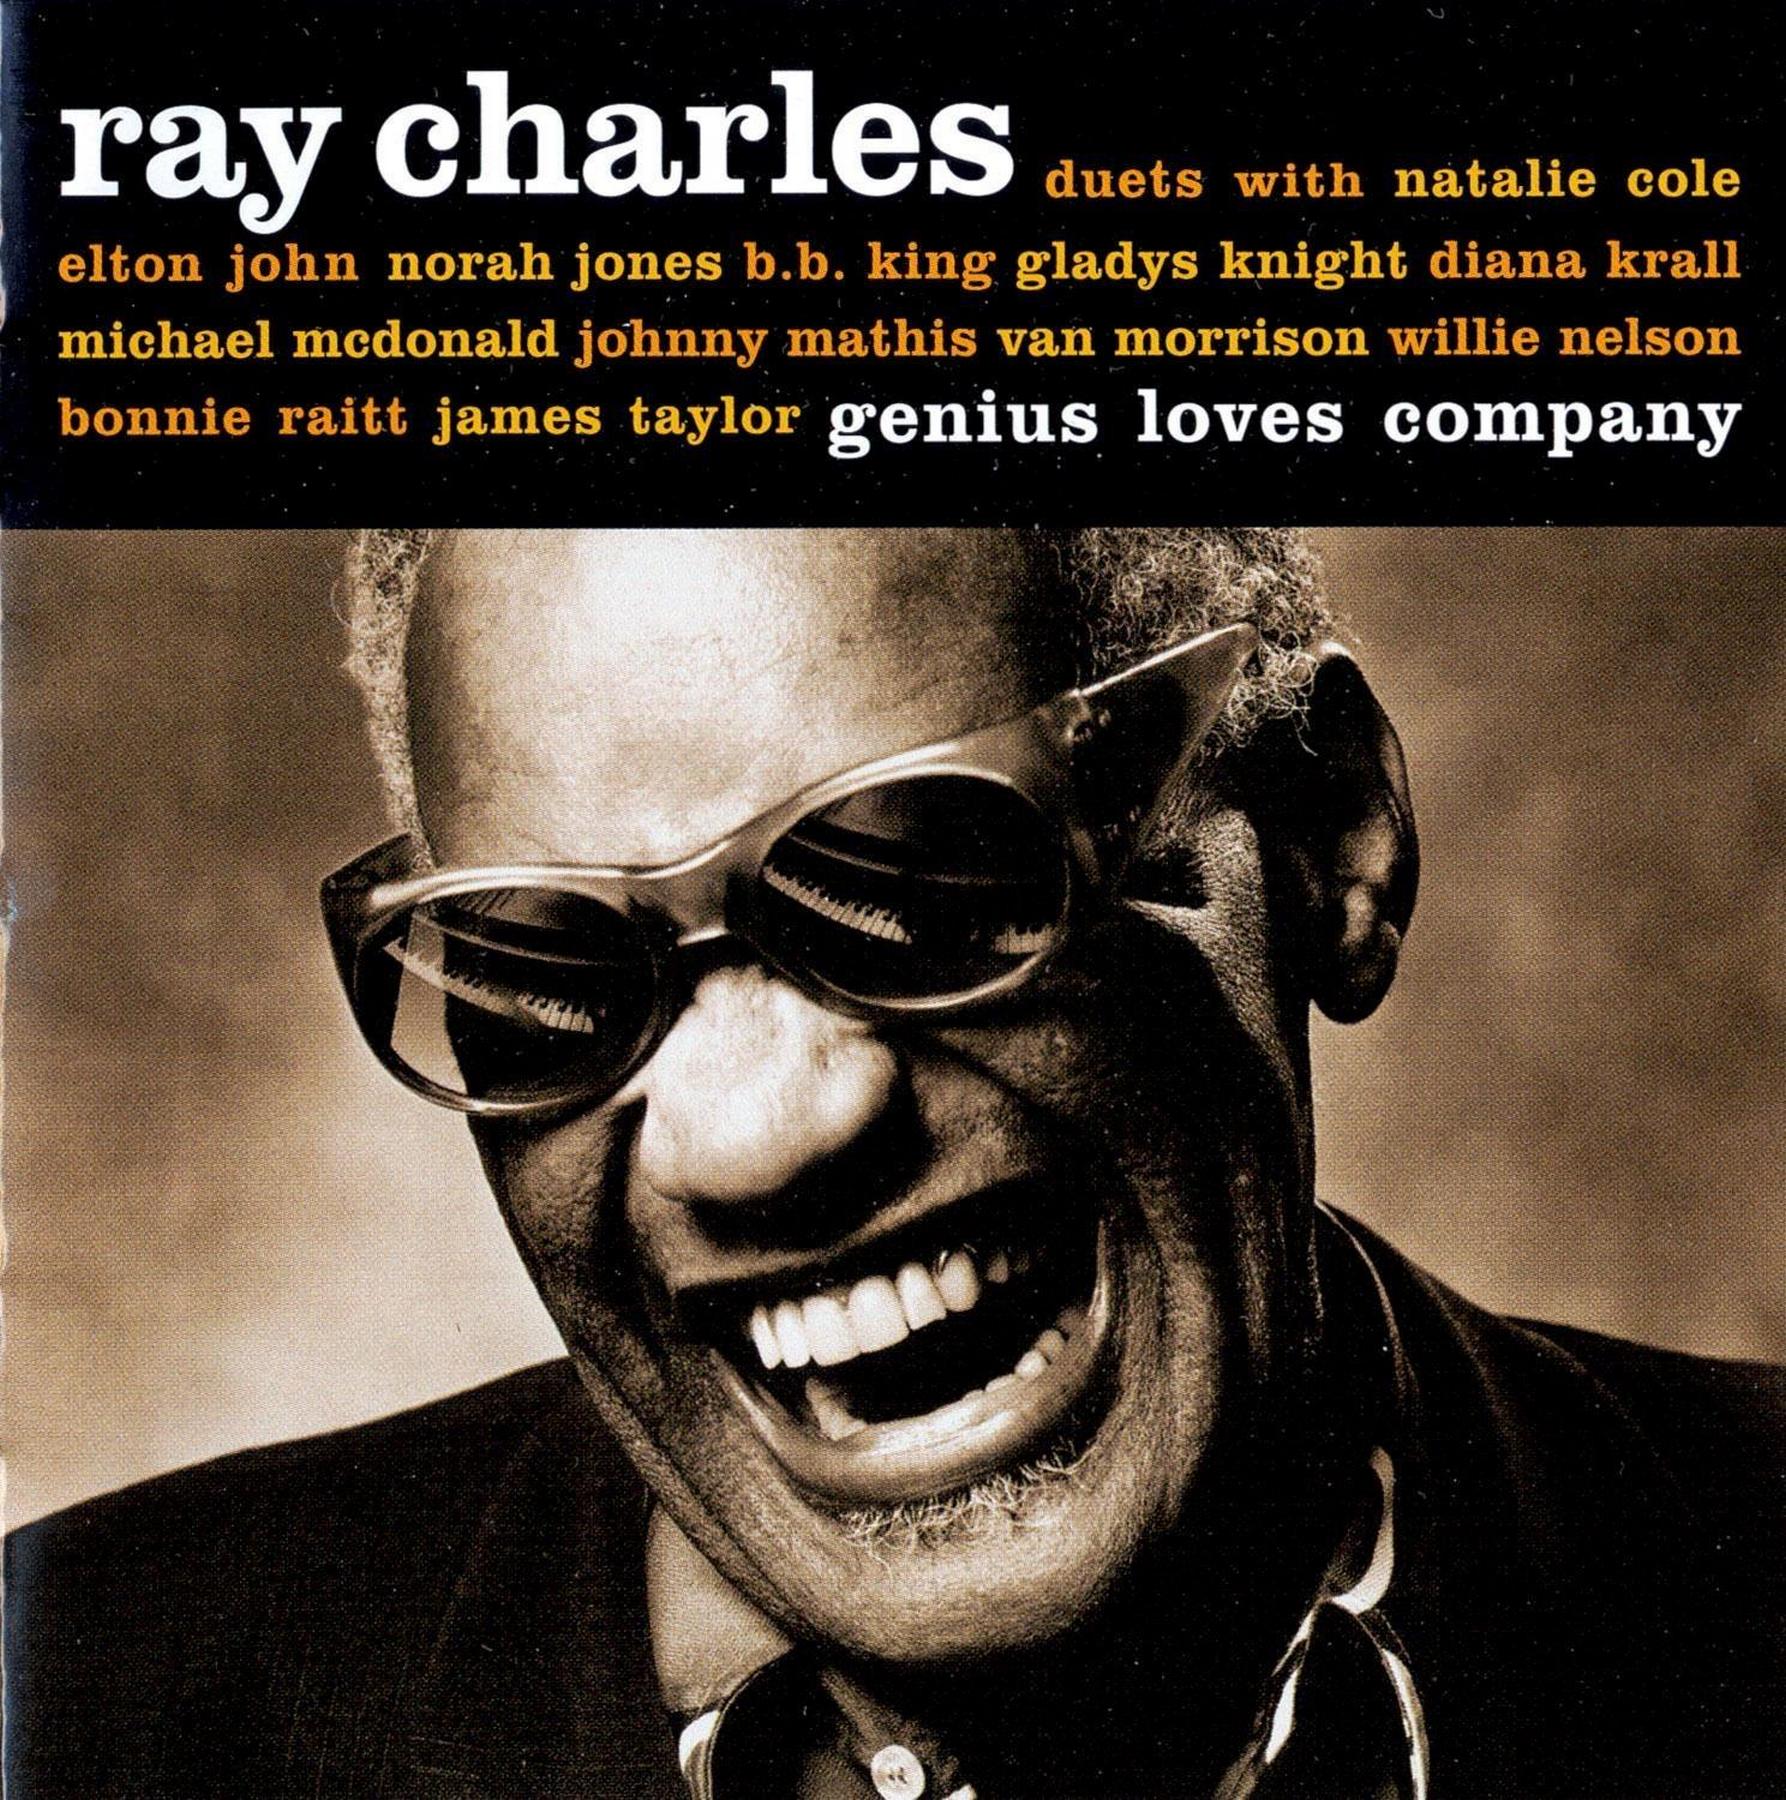 ray charles duets with natalie cole
elton john norah jones b.b. king gladys knight diana krall
michael mcdonald johnny mathis van morrison willie nelson
bonnie raitt james taylor genius loves company